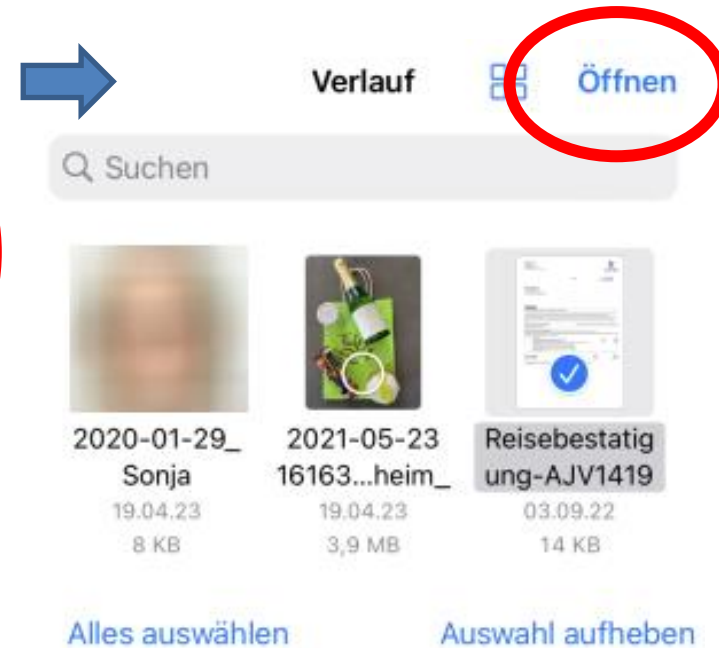 Verlauf
Öffnen
Suchen
2020-01-29_
Sonja
19.04.23
8 KB
2021-05-23
16163...heim_
19.04.23
3,9 MB
Reisebestatig
ung-AJV1419
03.09.22
14 KB
Alles auswählen
Auswahl aufheben